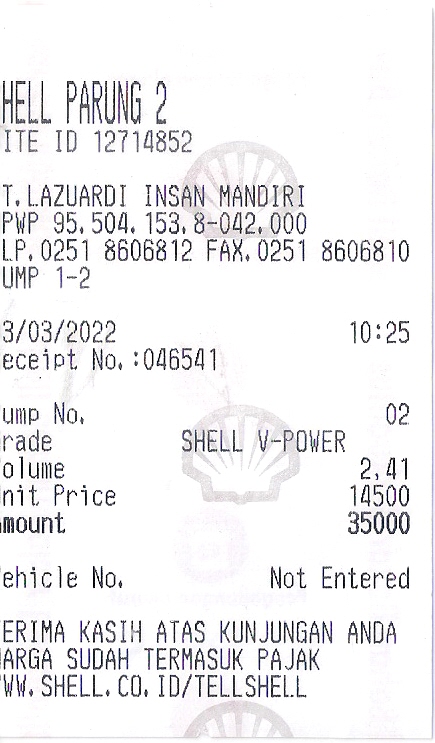 HELL PARUNG 2
ITE ID 12714852
T.LAZUARDI INSAN MANDIRI
PWP 95.504.153.8-042.000
LP.0251 8606812 FAX.0251 8606810
UMP 1-2
3/03/2022 10:25
eceipt No.:046541
ump No. 02
rade SHELL V-POWER
olume 2,41
nit Price 14500
mount 35000
ehicle No. Not Entered
ERIMA KASIH ATAS KUNJUNGAN ANDA
ARGA SUDAH TERMASUK PAJAK
WW.SHELL.CO.ID/TELLSHELL